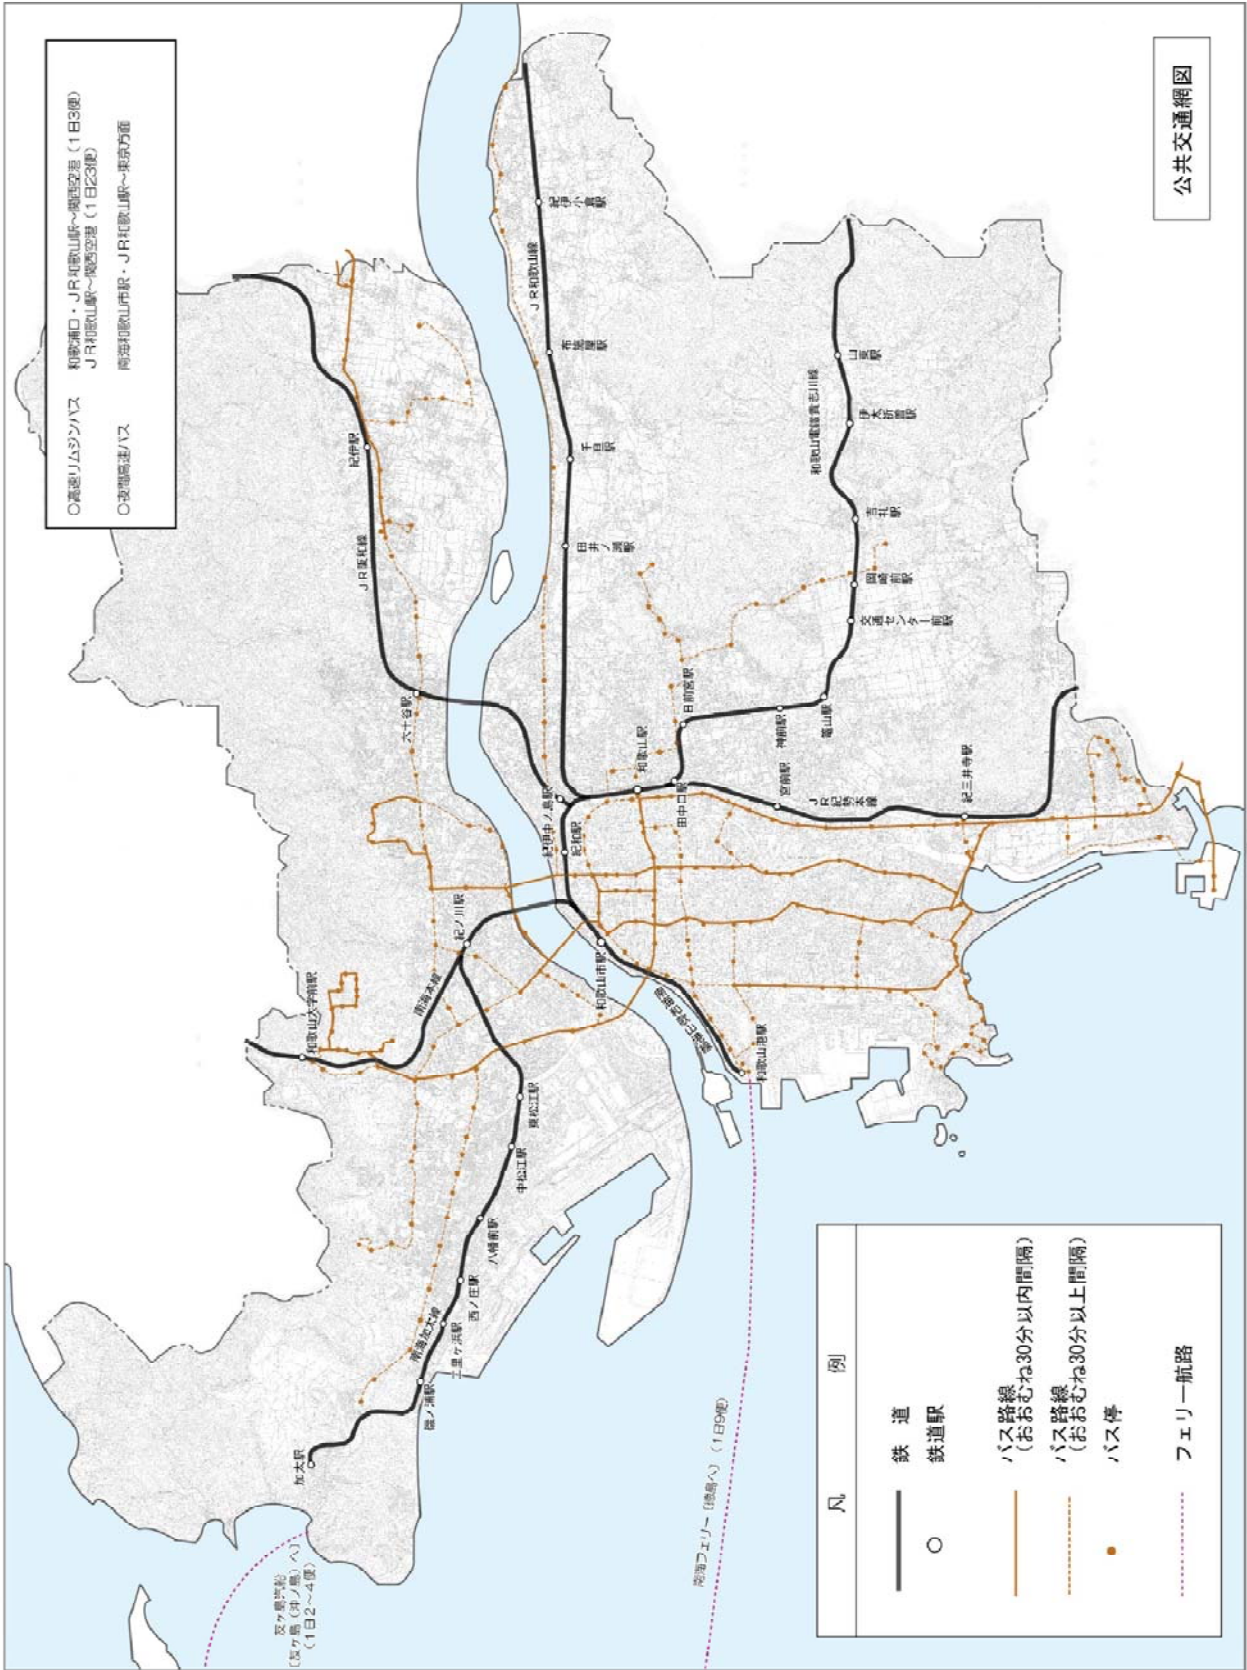 公共交通網図
○高速リムジンバス 和歌浦口・JR和歌山駅～関西空港（1日3便）
JR和歌山駅～関西空港（1日23便）
○夜間高速バス 南海和歌山市駅・JR和歌山駅～東京方面
加太駅
磯ノ浦駅
二里ヶ浜駅
南海加太線
西ノ庄駅
八幡前駅
中松江駅
東松江駅
和歌山大学前駅
南海本線
紀ノ川駅
和歌山市駅
南海和歌山港線
和歌山港駅
紀和駅
紀伊中ノ島駅
六十谷駅
JR阪和線
紀伊駅
和歌山駅
田中口駅
日前宮駅
神前駅
竈山駅
交通センター前駅
岡崎前駅
吉礼駅
伊太祈曽駅
和歌山電鐵貴志川線
山東駅
田井ノ瀬駅
千旦駅
布施屋駅
JR和歌山線
紀伊小倉駅
宮前駅
JR紀勢本線
紀三井寺駅
友ヶ島汽船
〔友ヶ島（沖ノ島）へ〕
（1日2～4便）
南海フェリー〔徳島へ〕（1日9便）
凡 例
鉄 道
鉄道駅
バス路線
（おおむね30分以内間隔）
バス路線
（おおむね30分以上間隔）
バス停
フェリー航路